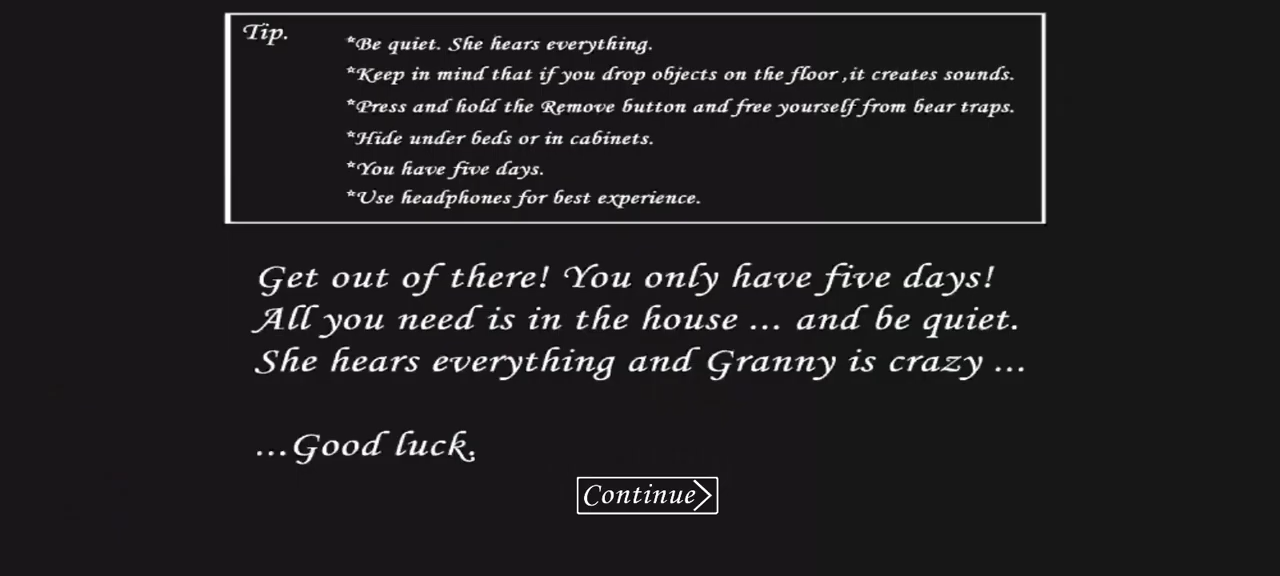 Tip.
*Be quiet. She hears everything.
*Keep in mind that if you drop objects on the floor ,it creates sounds.
*Press and hold the Remove button and free yourself from bear traps.
*Hide under beds or in cabinets.
*You have five days.
*Use headphones for best experience.
Get out of there! You only have five days!
All you need is in the house ... and be quiet.
She hears everything and Granny is crazy ...
...Good luck.
Continue